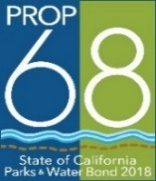 PROP
68
State of California
Parks & Water Bond 2018